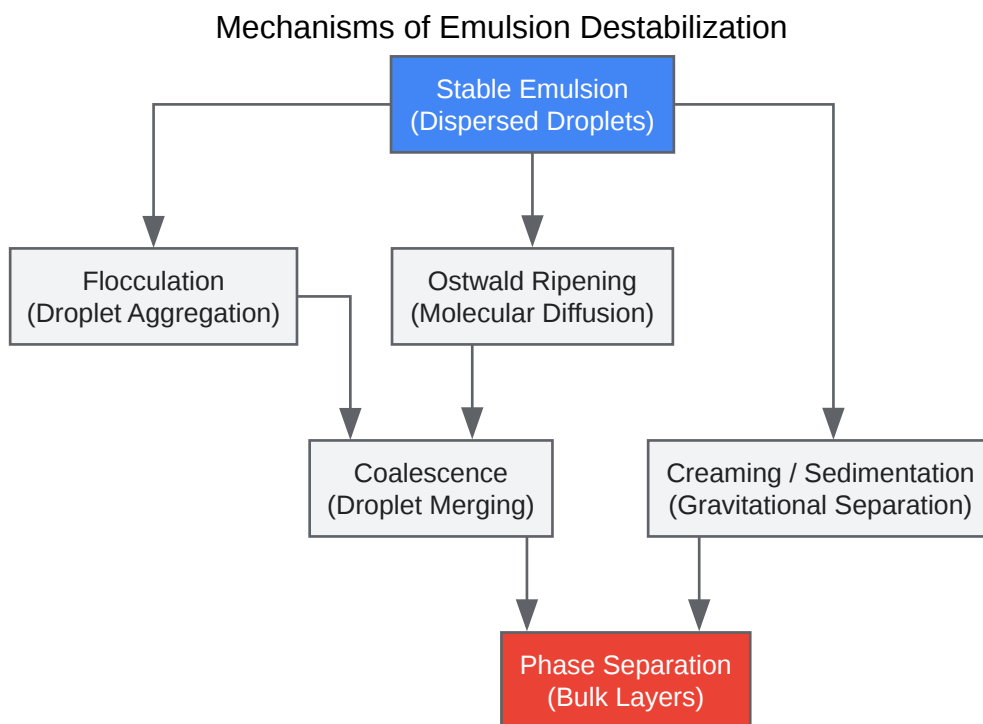 Mechanisms of Emulsion Destabilization
Stable Emulsion
(Dispersed Droplets)
Flocculation
(Droplet Aggregation)
Ostwald Ripening
(Molecular Diffusion)
Coalescence
(Droplet Merging)
Creaming / Sedimentation
(Gravitational Separation)
Phase Separation
(Bulk Layers)